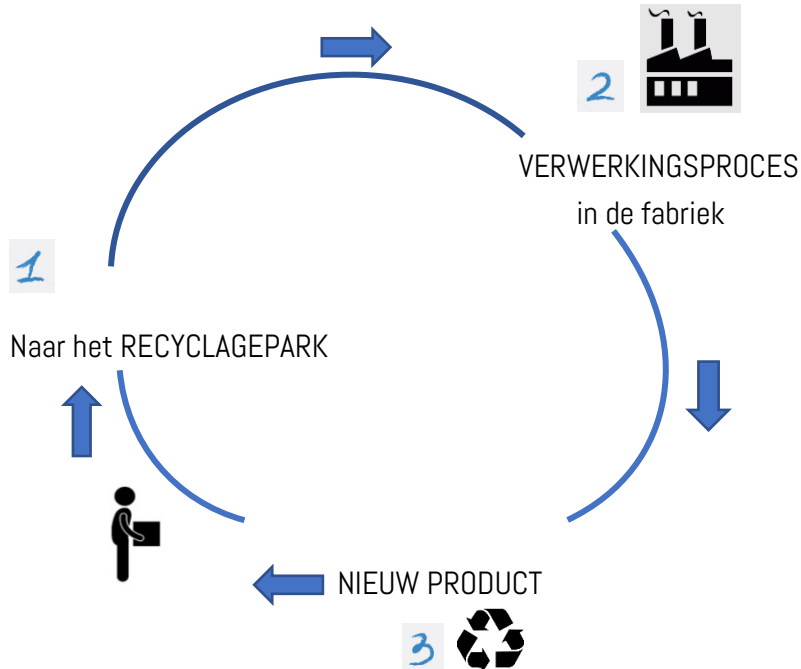 1
Naar het RECYCLAGEPARK
2
VERWERKINGSPROCES
in de fabriek
NIEUW PRODUCT
3